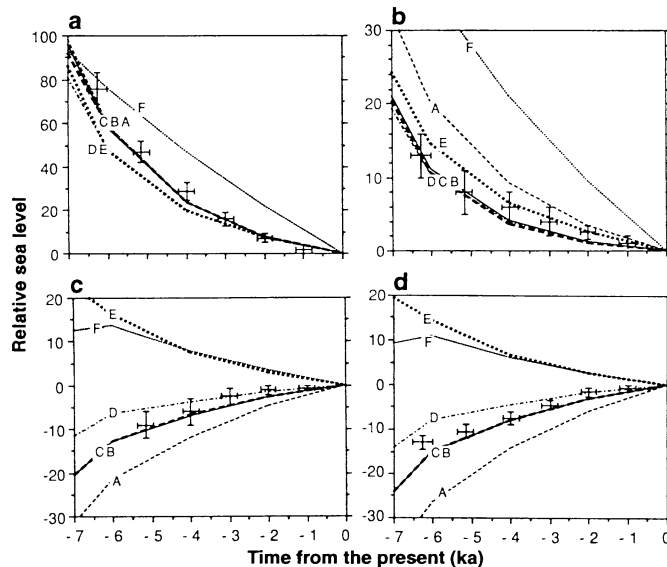 a
b
100
80
60
40
20
0
F
C B A
D E
30
20
10
0
F
A
E
D C B
Relative sea level
c
d
20
10
0
-10
-20
-30
E
F
D
C B
A
20
10
0
-10
-20
-30
E
F
D
C B
A
-7 -6 -5 -4 -3 -2 -1 0
-7 -6 -5 -4 -3 -2 -1 0
Time from the present (ka)